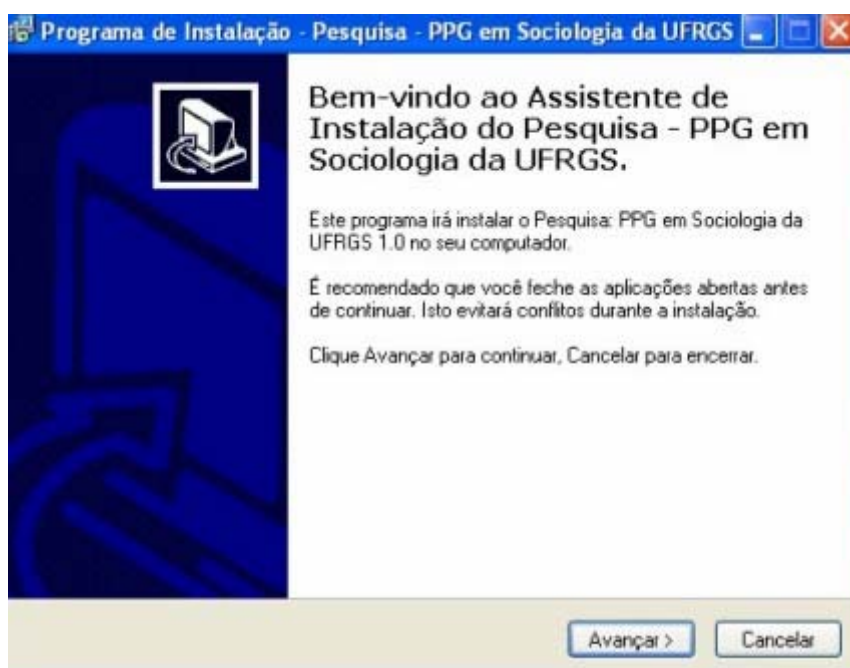 Programa de Instalação - Pesquisa - PPG em Sociologia da UFRGS
Bem-vindo ao Assistente de
Instalação do Pesquisa - PPG em
Sociologia da UFRGS.
Este programa irá instalar o Pesquisa: PPG em Sociologia da
UFRGS 1.0 no seu computador.
É recomendado que você feche as aplicações abertas antes
de continuar. Isto evitará conflitos durante a instalação.
Clique Avançar para continuar, Cancelar para encerrar.
Avançar >
Cancelar